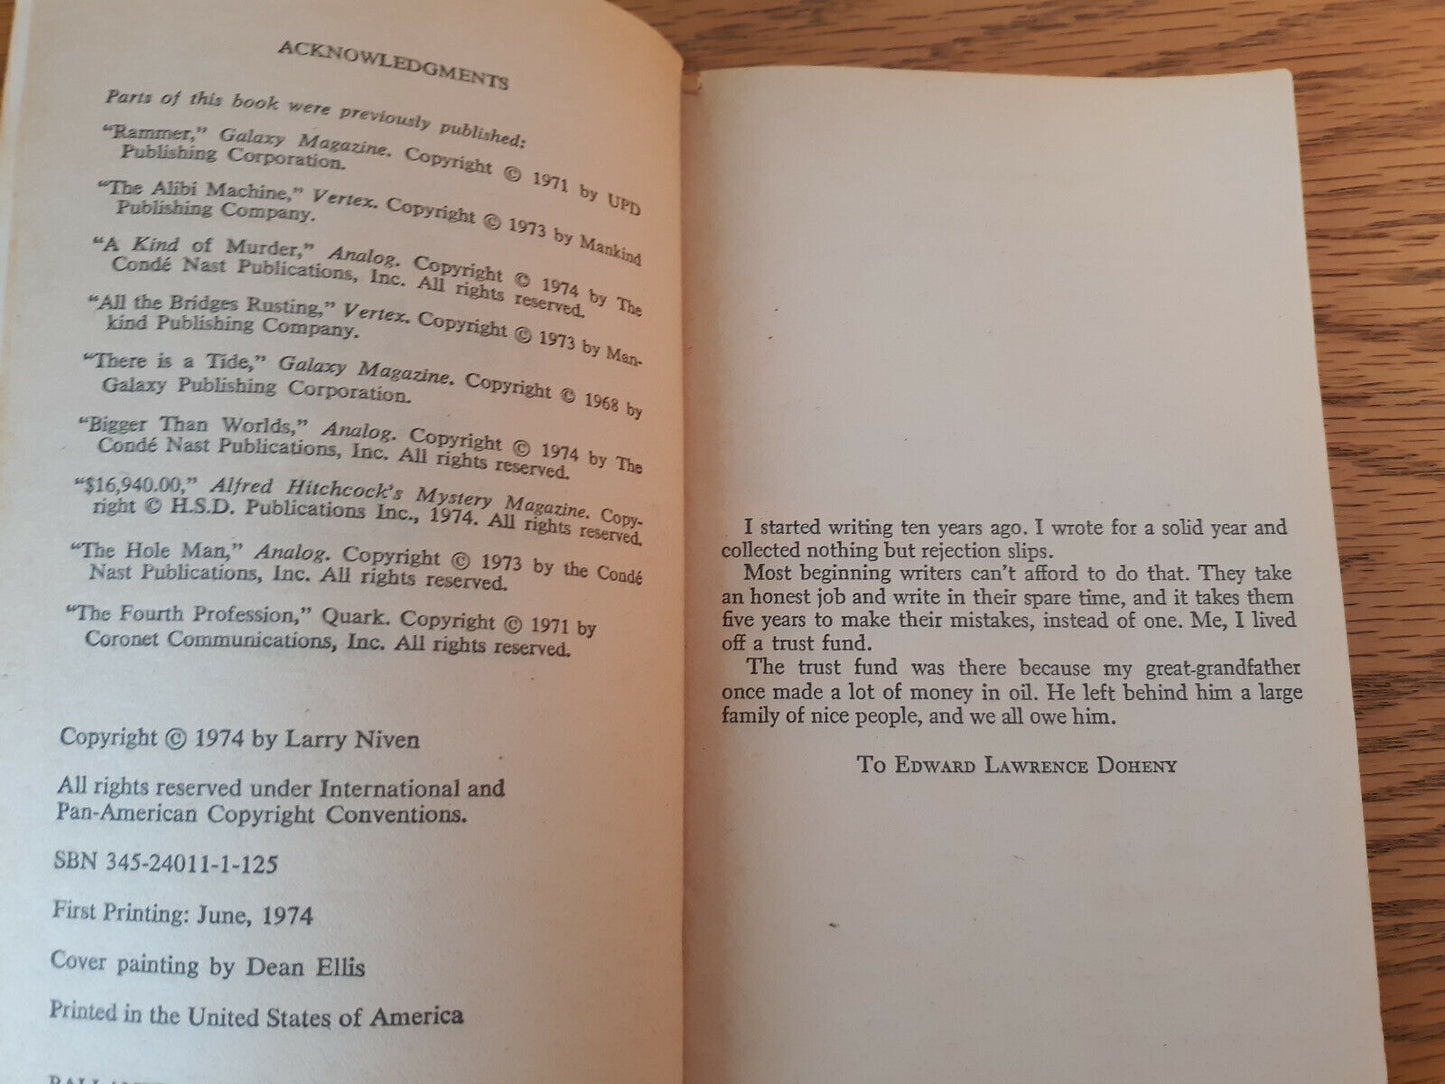 ACKNOWLEDGMENTS
Parts of this book were previously published:
“Rammer,” Galaxy Magazine. Copyright © 1971 by UPD
Publishing Corporation.
“The Alibi Machine,” Vertex. Copyright © 1973 by Mankind
Publishing Company.
“A Kind of Murder,” Analog. Copyright © 1974 by The
Condé Nast Publications, Inc. All rights reserved.
“All the Bridges Rusting,” Vertex. Copyright © 1973 by Man-
kind Publishing Company.
“There is a Tide,” Galaxy Magazine. Copyright © 1968 by
Galaxy Publishing Corporation.
“Bigger Than Worlds,” Analog. Copyright © 1974 by The
Condé Nast Publications, Inc. All rights reserved.
“$16,940.00,” Alfred Hitchcock's Mystery Magazine. Copy-
right © H.S.D. Publications Inc., 1974. All rights reserved.
“The Hole Man,” Analog. Copyright © 1973 by the Condé
Nast Publications, Inc. All rights reserved.
“The Fourth Profession,” Quark. Copyright © 1971 by
Coronet Communications, Inc. All rights reserved.
Copyright © 1974 by Larry Niven
All rights reserved under International and
Pan-American Copyright Conventions.
SBN 345-24011-1-125
First Printing: June, 1974
Cover painting by Dean Ellis
Printed in the United States of America
I started writing ten years ago. I wrote for a solid year and
collected nothing but rejection slips.
Most beginning writers can't afford to do that. They take
an honest job and write in their spare time, and it takes them
five years to make their mistakes, instead of one. Me, I lived
off a trust fund.
The trust fund was there because my great-grandfather
once made a lot of money in oil. He left behind him a large
family of nice people, and we all owe him.
To Edward Lawrence Doheny